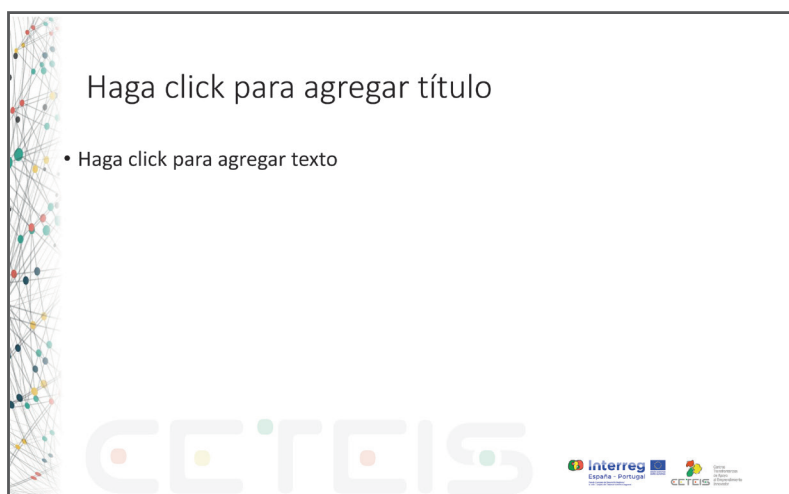 Haga click para agregar título
• Haga click para agregar texto
CETEIS
Interreg
España - Portugal
CETEIS